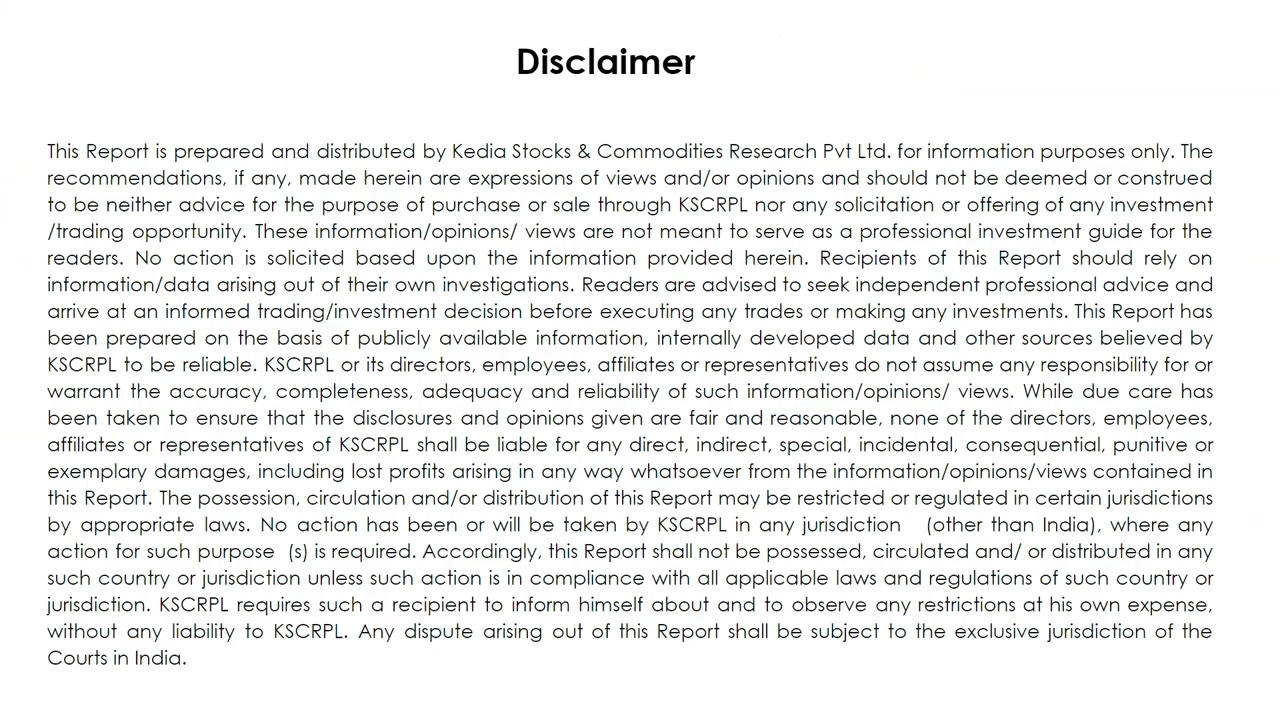 Disclaimer
This Report is prepared and distributed by Kedia Stocks & Commodities Research Pvt Ltd. for information purposes only. The
recommendations, if any, made herein are expressions of views and/or opinions and should not be deemed or construed
to be neither advice for the purpose of purchase or sale through KSCRPL nor any solicitation or offering of any investment
/trading opportunity. These information/opinions/ views are not meant to serve as a professional investment guide for the
readers. No action is solicited based upon the information provided herein. Recipients of this Report should rely on
information/data arising out of their own investigations. Readers are advised to seek independent professional advice and
arrive at an informed trading/investment decision before executing any trades or making any investments. This Report has
been prepared on the basis of publicly available information, internally developed data and other sources believed by
KSCRPL to be reliable. KSCRPL or its directors, employees, affiliates or representatives do not assume any responsibility for or
warrant the accuracy, completeness, adequacy and reliability of such information/opinions/ views. While due care has
been taken to ensure that the disclosures and opinions given are fair and reasonable, none of the directors, employees,
affiliates or representatives of KSCRPL shall be liable for any direct, indirect, special, incidental, consequential, punitive or
exemplary damages, including lost profits arising in any way whatsoever from the information/opinions/views contained in
this Report. The possession, circulation and/or distribution of this Report may be restricted or regulated in certain jurisdictions
by appropriate laws. No action has been or will be taken by KSCRPL in any jurisdiction (other than India), where any
action for such purpose (s) is required. Accordingly, this Report shall not be possessed, circulated and/ or distributed in any
such country or jurisdiction unless such action is in compliance with all applicable laws and regulations of such country or
jurisdiction. KSCRPL requires such a recipient to inform himself about and to observe any restrictions at his own expense,
without any liability to KSCRPL. Any dispute arising out of this Report shall be subject to the exclusive jurisdiction of the
Courts in India.